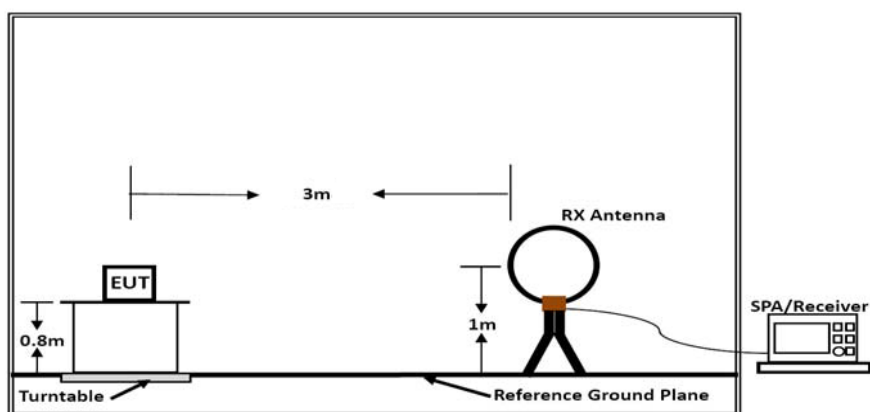 3m
RX Antenna
EUT
SPA/Receiver
0.8m
1m
Turntable
Reference Ground Plane